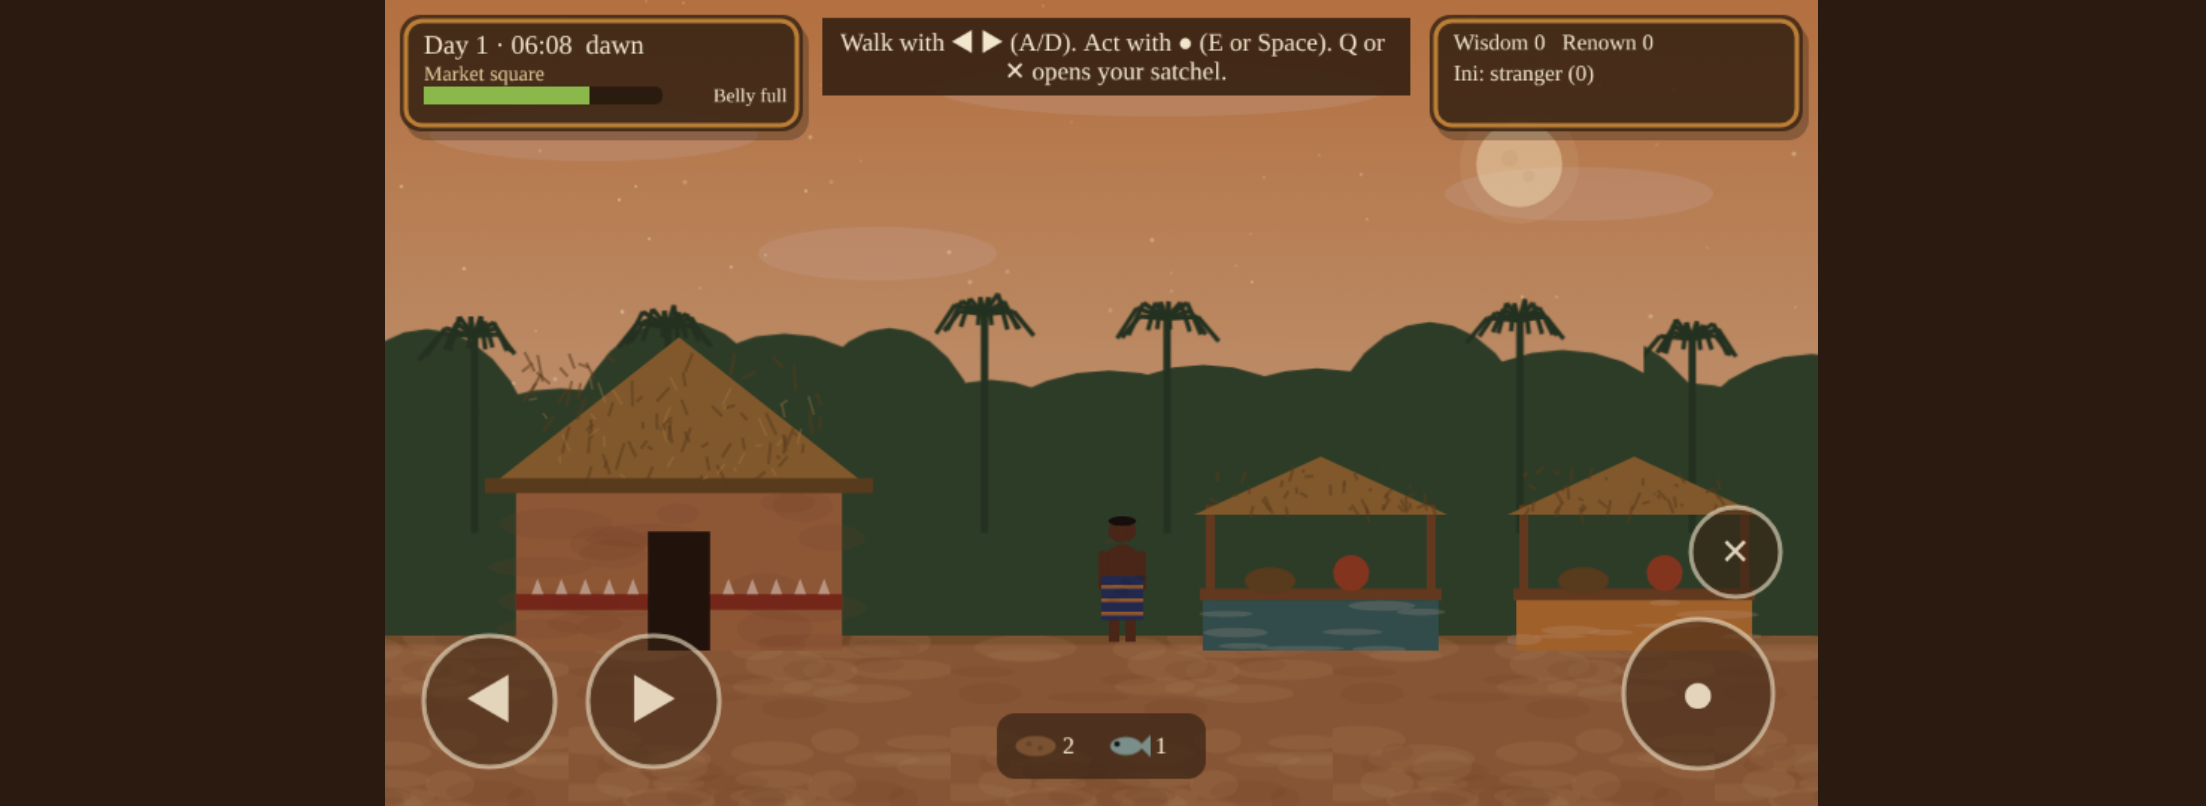 Day 1 · 06:08 dawn
Market square
Belly full
Walk with ◀ ▶ (A/D). Act with ● (E or Space). Q or
✕ opens your satchel.
Wisdom 0 Renown 0
Ini: stranger (0)
2 1